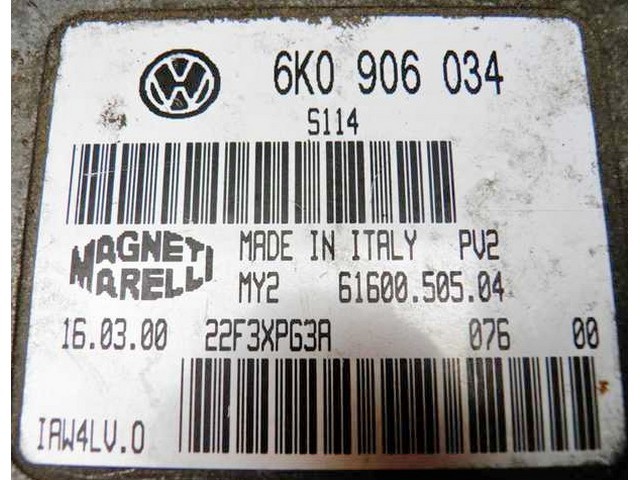 6K0 906 034
S114
MAGNETI MARELLI
MADE IN ITALY PV2
MY2 61600.505.04
16.03.00 22F3XPG3A 076 00
IAW4LV.0